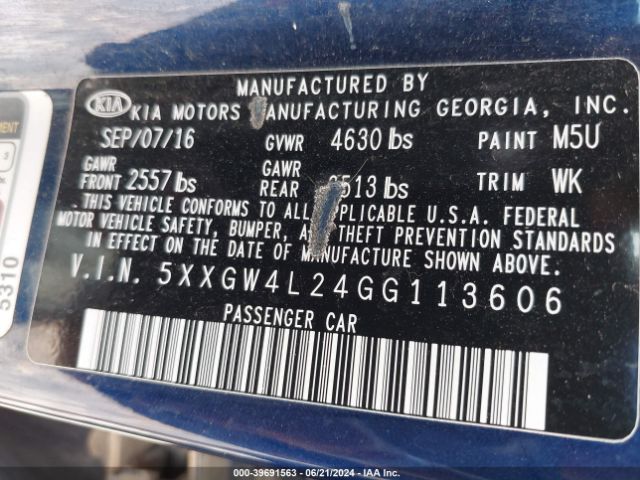 MANUFACTURED BY
KIA KIA MOTORS MANUFACTURING GEORGIA, INC.
SEP/07/16 GVWR 4630 lbs PAINT M5U
GAWR FRONT 2557 lbs GAWR REAR 513 lbs TRIM WK
THIS VEHICLE CONFORMS TO ALL APPLICABLE U.S.A. FEDERAL
MOTOR VEHICLE SAFETY, BUMPER, AND THEFT PREVENTION STANDARDS
IN EFFECT ON THE DATE OF MANUFACTURE SHOWN ABOVE.
V.I.N. 5XXGW4L24GG113606
PASSENGER CAR
5310
000-39691563 - 06/21/2024 - IAA Inc.